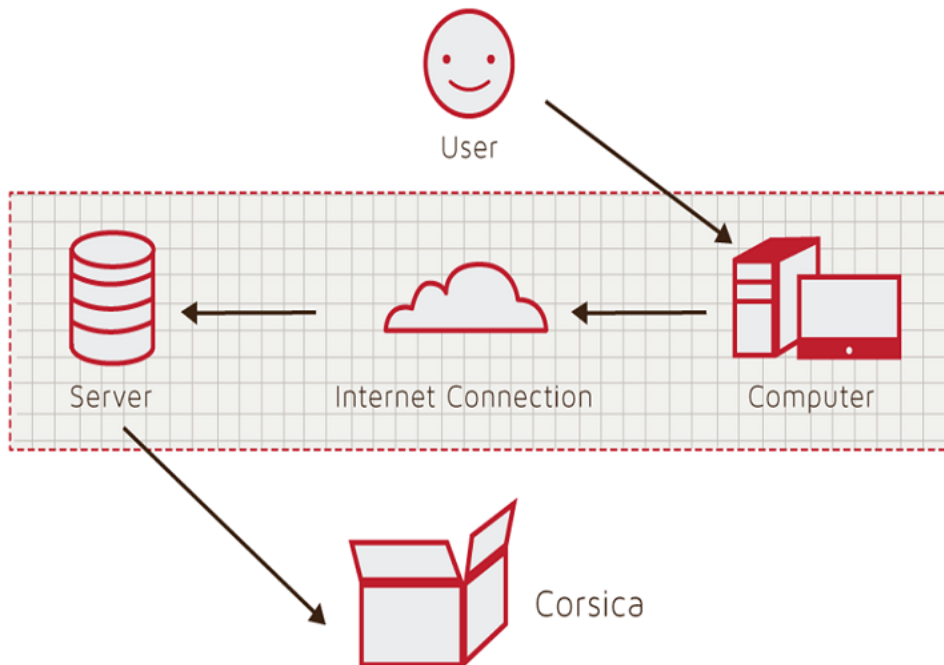 User
Server
Internet Connection
Computer
Corsica